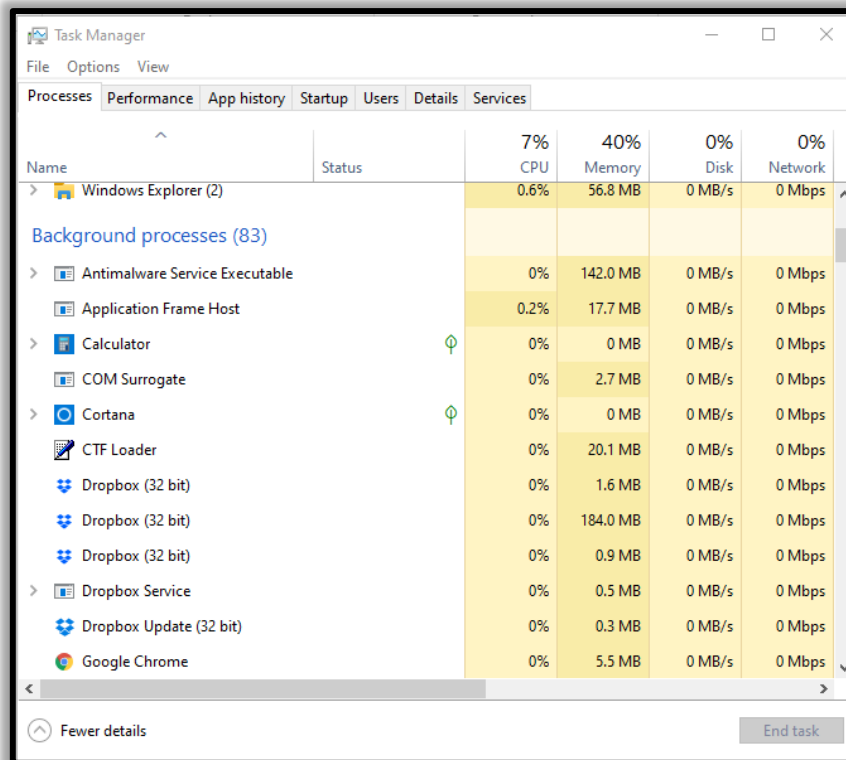 Task Manager
File Options View
Processes Performance App history Startup Users Details Services
7% 40% 0% 0%
Name Status CPU Memory Disk Network
Windows Explorer (2) 0.6% 56.8 MB 0 MB/s 0 Mbps
Background processes (83)
Antimalware Service Executable 0% 142.0 MB 0 MB/s 0 Mbps
Application Frame Host 0.2% 17.7 MB 0 MB/s 0 Mbps
Calculator 0% 0 MB 0 MB/s 0 Mbps
COM Surrogate 0% 2.7 MB 0 MB/s 0 Mbps
Cortana 0% 0 MB 0 MB/s 0 Mbps
CTF Loader 0% 20.1 MB 0 MB/s 0 Mbps
Dropbox (32 bit) 0% 1.6 MB 0 MB/s 0 Mbps
Dropbox (32 bit) 0% 184.0 MB 0 MB/s 0 Mbps
Dropbox (32 bit) 0% 0.9 MB 0 MB/s 0 Mbps
Dropbox Service 0% 0.5 MB 0 MB/s 0 Mbps
Dropbox Update (32 bit) 0% 0.3 MB 0 MB/s 0 Mbps
Google Chrome 0% 5.5 MB 0 MB/s 0 Mbps
Fewer details End task